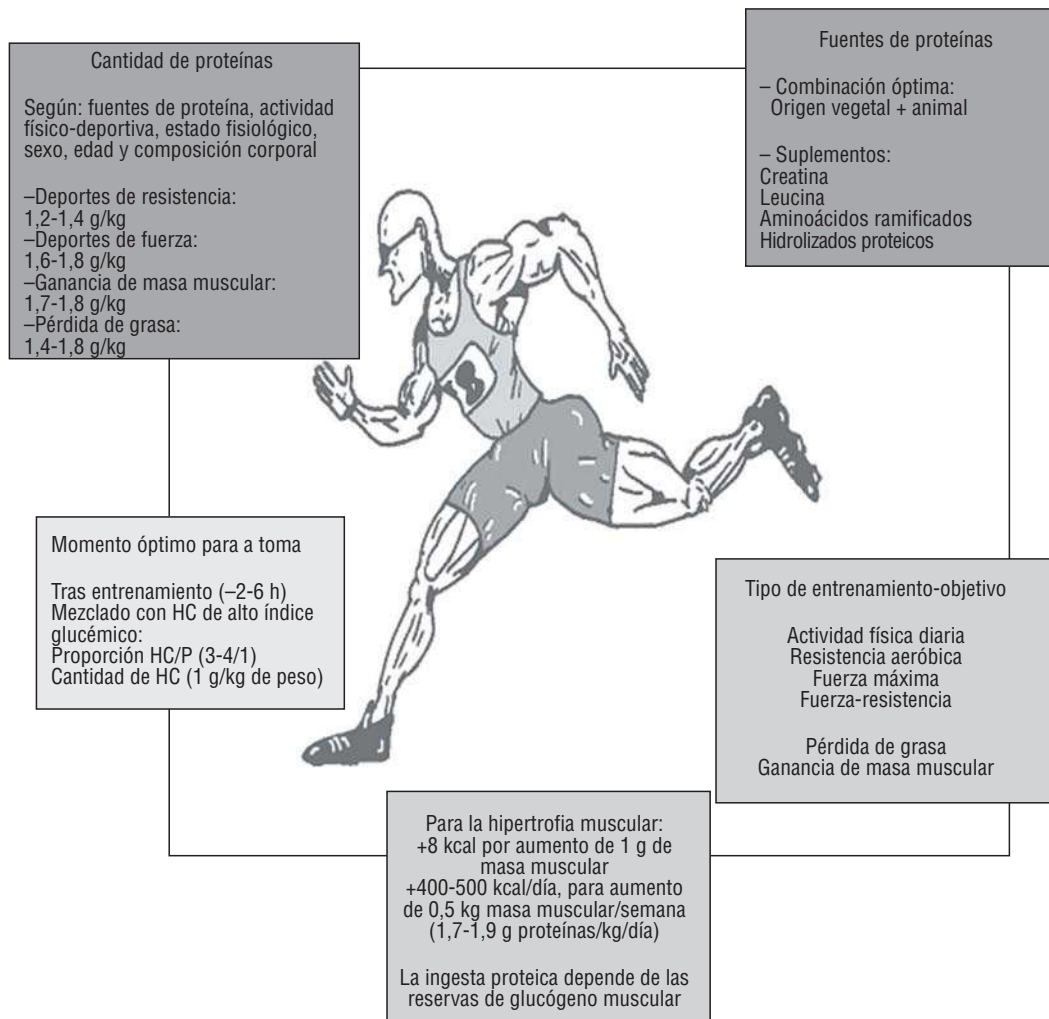 Cantidad de proteínas
Según: fuentes de proteína, actividad
físico-deportiva, estado fisiológico,
sexo, edad y composición corporal
–Deportes de resistencia:
1,2-1,4 g/kg
–Deportes de fuerza:
1,6-1,8 g/kg
–Ganancia de masa muscular:
1,7-1,8 g/kg
–Pérdida de grasa:
1,4-1,8 g/kg
Fuentes de proteínas
– Combinación óptima:
Origen vegetal + animal
– Suplementos:
Creatina
Leucina
Aminoácidos ramificados
Hidrolizados proteicos
Momento óptimo para a toma
Tras entrenamiento (–2-6 h)
Mezclado con HC de alto índice
glucémico:
Proporción HC/P (3-4/1)
Cantidad de HC (1 g/kg de peso)
Tipo de entrenamiento-objetivo
Actividad física diaria
Resistencia aeróbica
Fuerza máxima
Fuerza-resistencia
Pérdida de grasa
Ganancia de masa muscular
Para la hipertrofia muscular:
+8 kcal por aumento de 1 g de
masa muscular
+400-500 kcal/día, para aumento
de 0,5 kg masa muscular/semana
(1,7-1,9 g proteínas/kg/día)
La ingesta proteica depende de las
reservas de glucógeno muscular